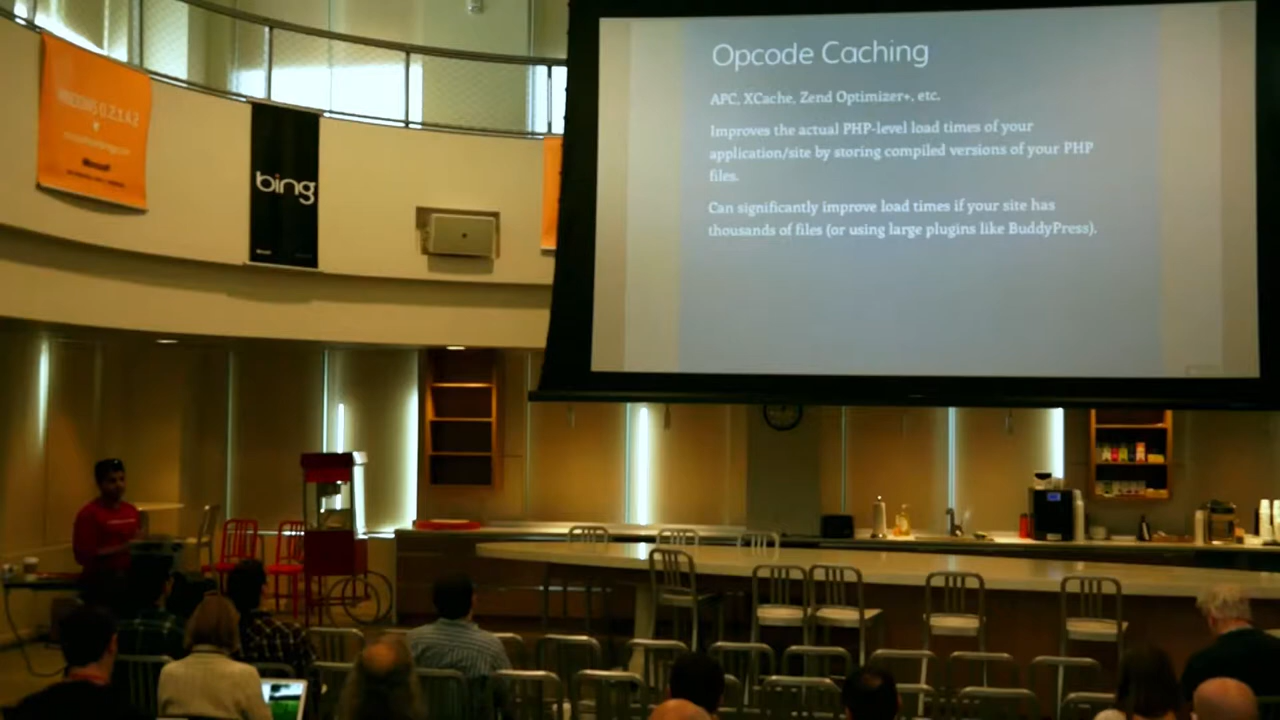 Opcode Caching
APC, XCache, Zend Optimizer+, etc.
Improves the actual PHP-level load times of your
application/site by storing compiled versions of your PHP
files.
Can significantly improve load times if your site has
thousands of files (or using large plugins like BuddyPress).
bing
Microsoft